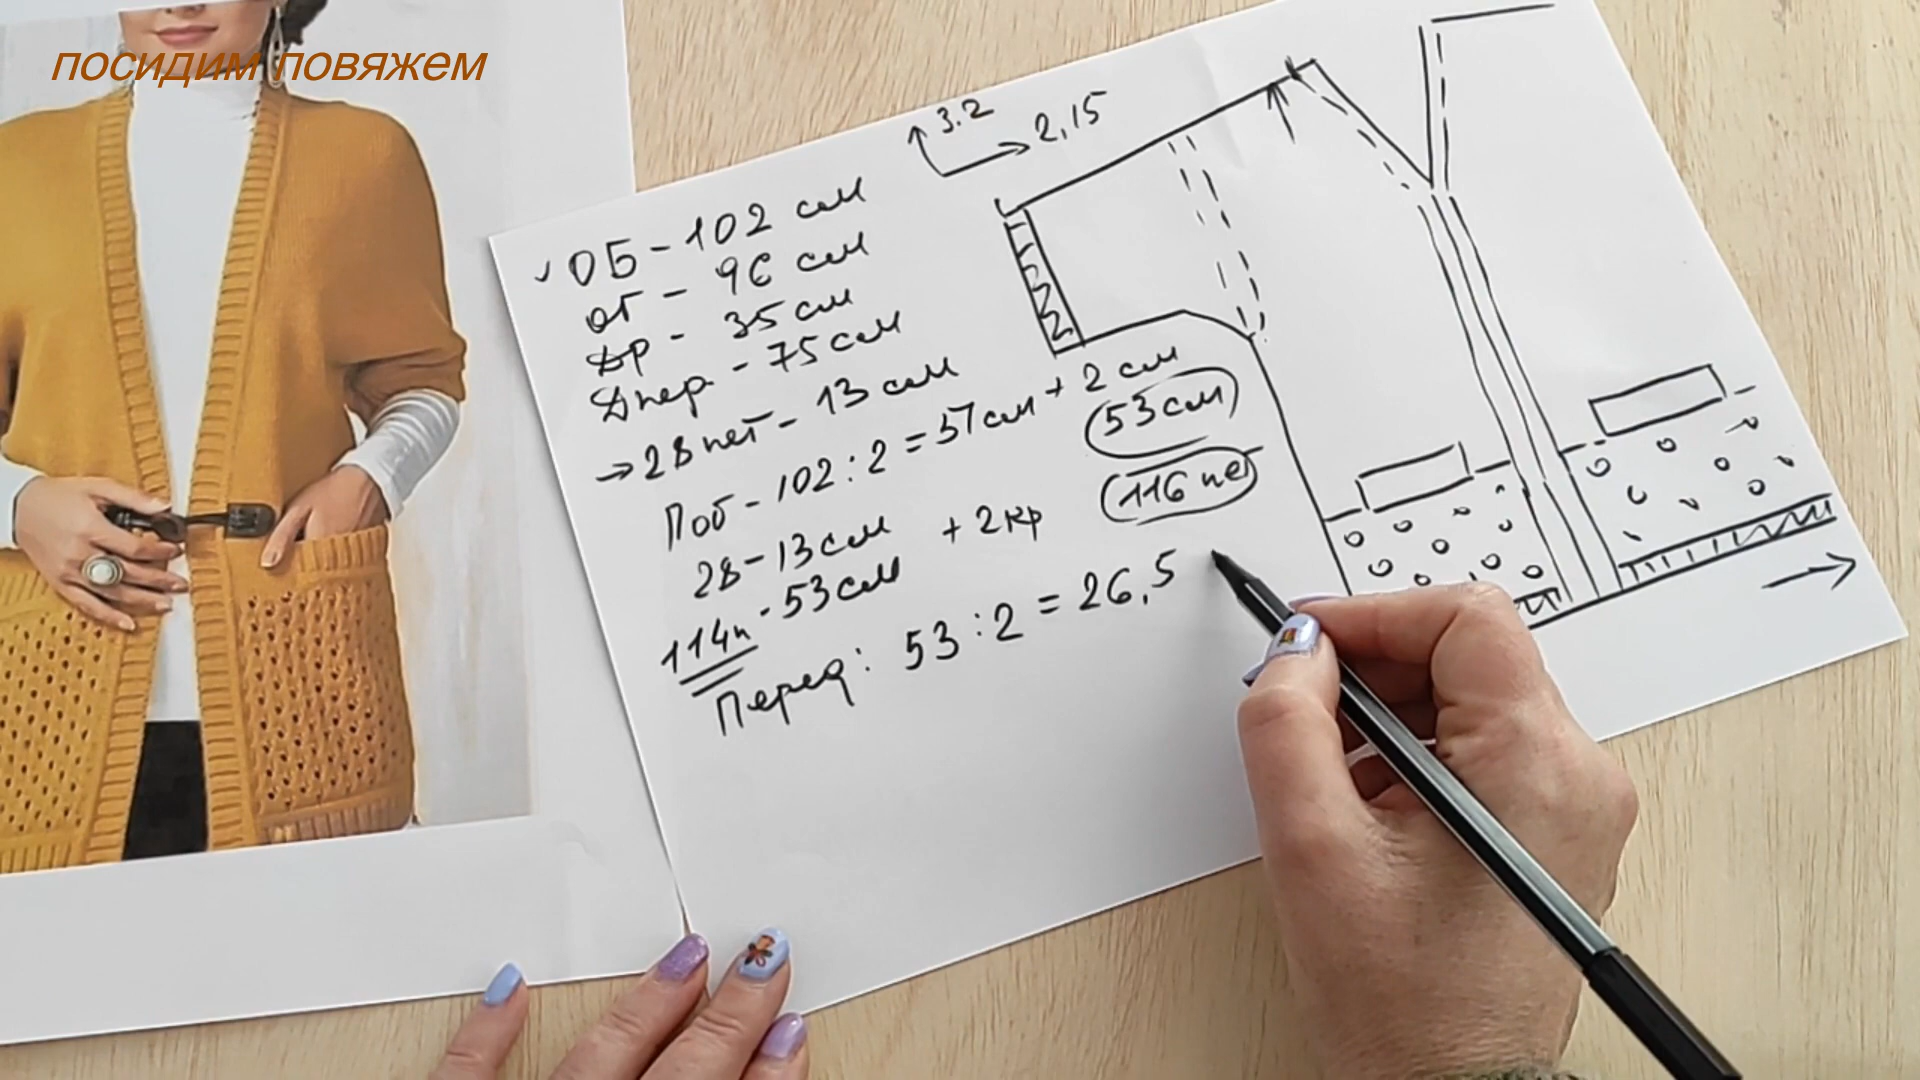 посидим повяжем
3.2
2,15
ОБ - 102 см
ОГ - 96 см
Др - 35 см
Дпер - 75 см
→ 28 пет - 13 см
Поб - 102 : 2 = 51 см + 2 см
53 см
28 - 13 см + 2 кр
116 пе
114п - 53 см
Перед: 53 : 2 = 26,5